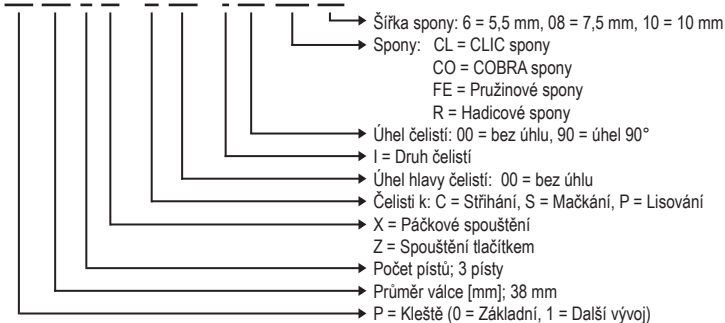 Šířka spony: 6 = 5,5 mm, 08 = 7,5 mm, 10 = 10 mm
Spony: CL = CLIC spony
CO = COBRA spony
FE = Pružinové spony
R = Hadicové spony
Úhel čelistí: 00 = bez úhlu, 90 = úhel 90°
I = Druh čelistí
Úhel hlavy čelistí: 00 = bez úhlu
Čelisti k: C = Střihání, S = Mačkání, P = Lisování
X = Páčkové spouštění
Z = Spouštění tlačítkem
Počet pístů; 3 písty
Průměr válce [mm]; 38 mm
P = Kleště (0 = Základní, 1 = Další vývoj)